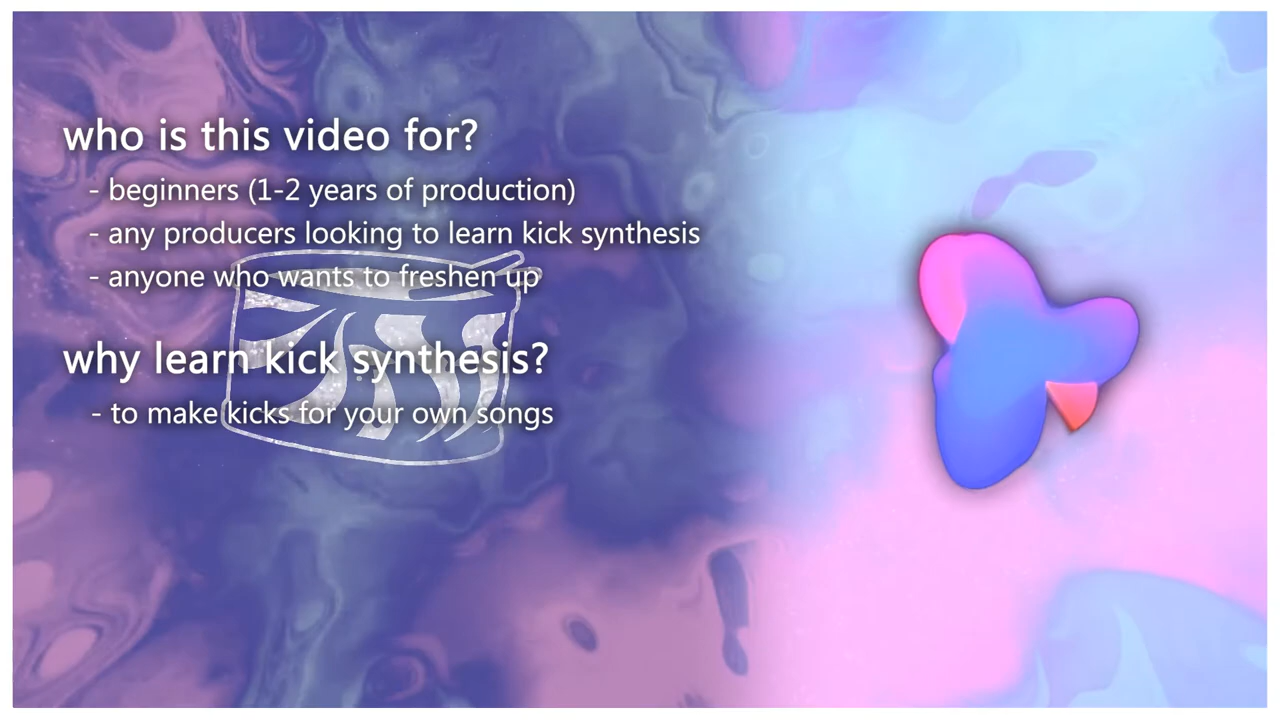 who is this video for?
- beginners (1-2 years of production)
- any producers looking to learn kick synthesis
- anyone who wants to freshen up
why learn kick synthesis?
- to make kicks for your own songs